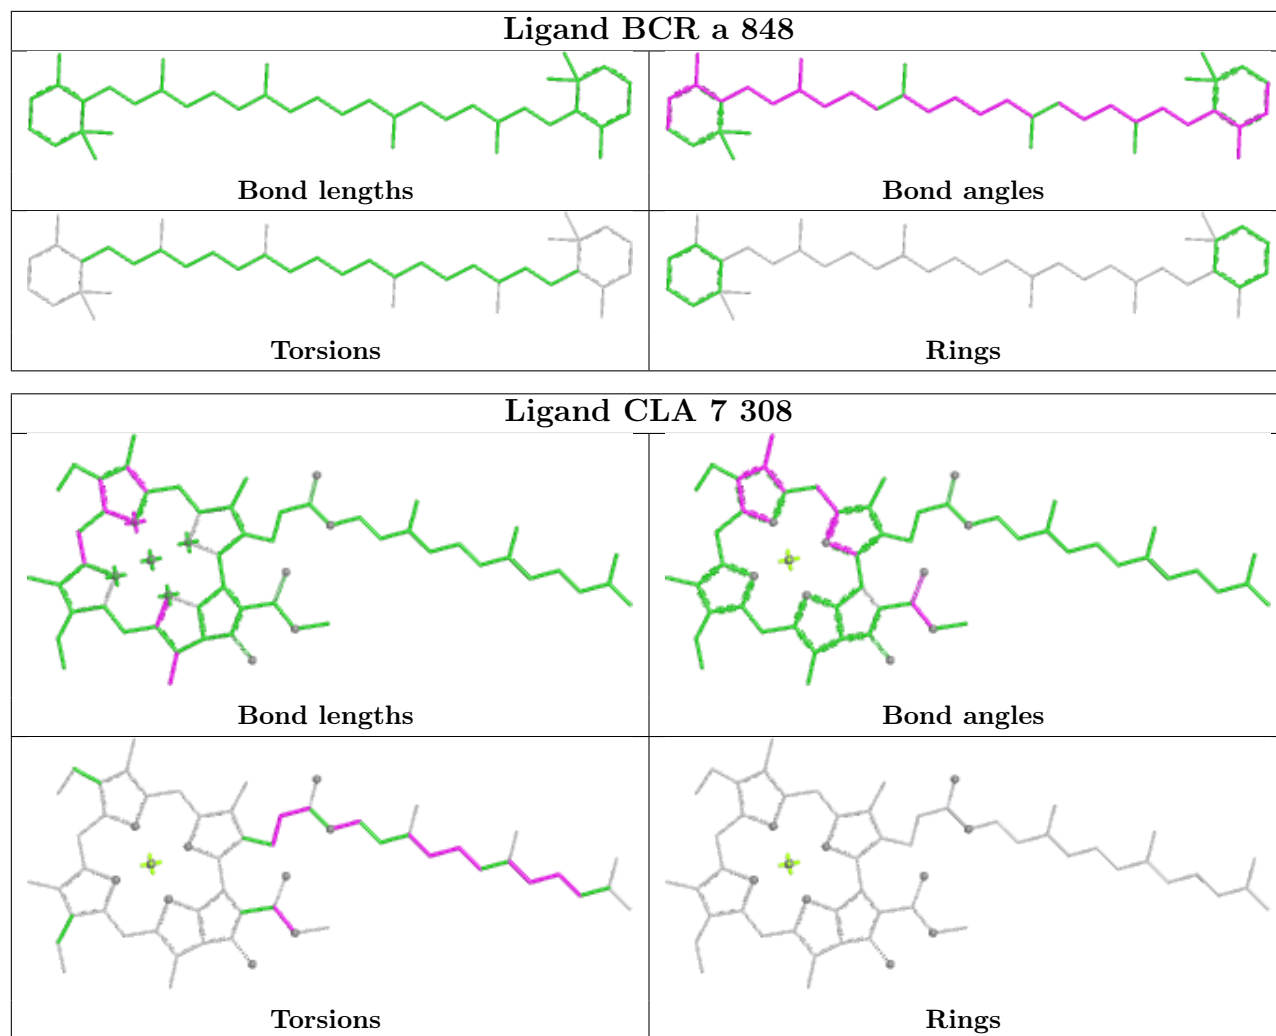 Ligand BCR a 848
Bond lengths
Bond angles
Torsions
Rings
Ligand CLA 7 308
Bond lengths
Bond angles
Torsions
Rings